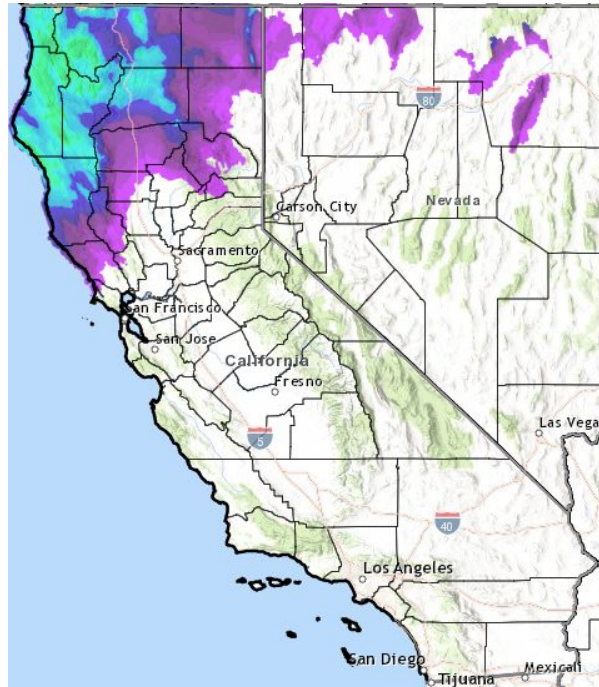 80
Carson City
Nevada
Sacramento
San Francisco
San Jose
California
Fresno
5
Las Vega
40
Los Angeles
San Diego
Mexicali
Tijuana